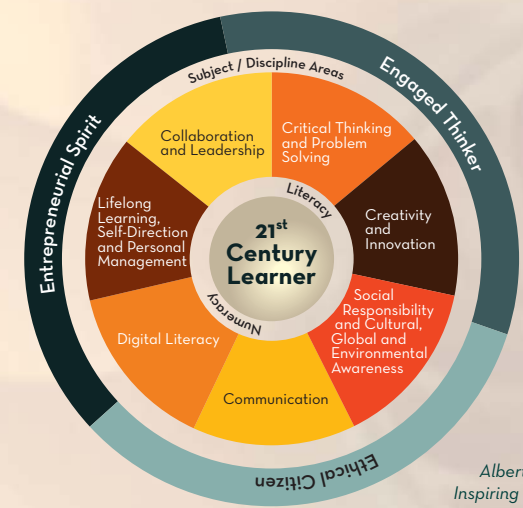 Entrepreneurial Spirit
Engaged Thinker
Ethical Citizen
Subject / Discipline Areas
Collaboration
and Leadership
Critical Thinking
and Problem
Solving
Creativity
and
Innovation
Social
Responsibility
and Cultural,
Global and
Environmental
Awareness
Communication
Digital Literacy
Lifelong
Learning,
Self-Direction
and Personal
Management
Literacy
21st
Century
Learner
Numeracy
Inspiring